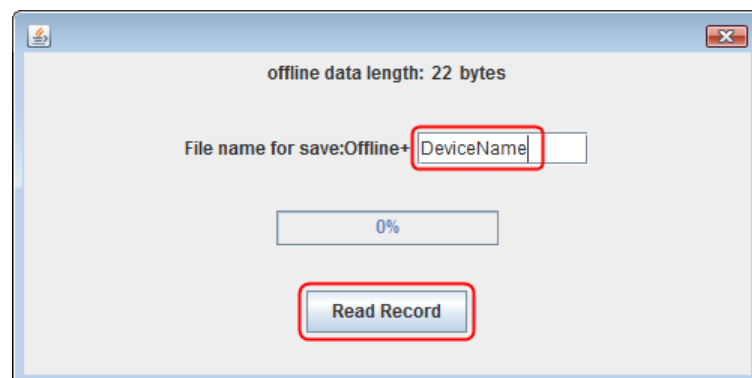 offline data length: 22 bytes
File name for save:Offline+ DeviceName
0%
Read Record